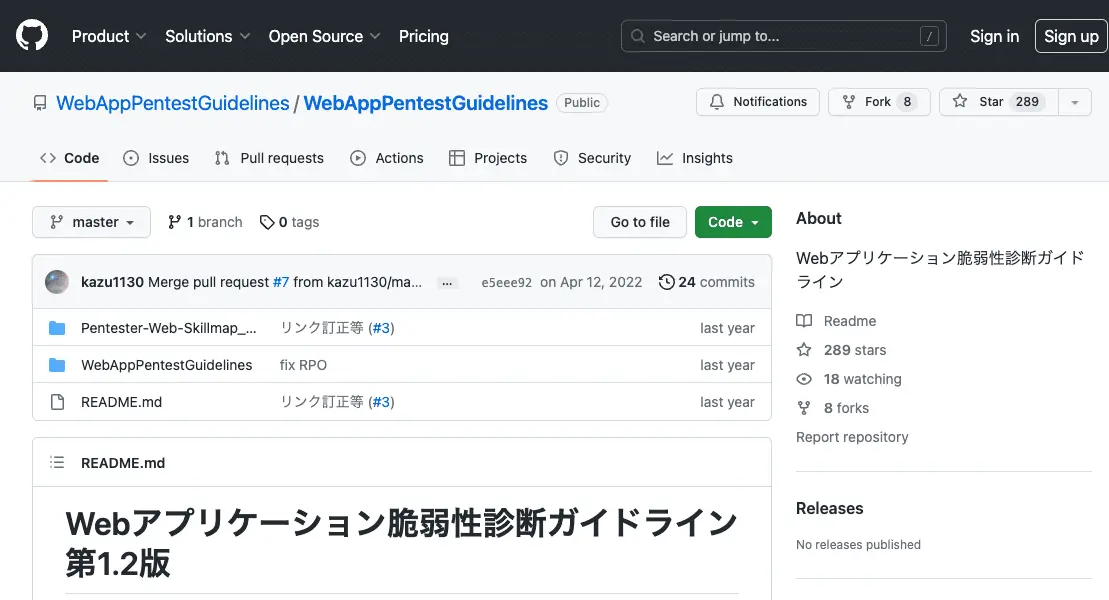 Product Solutions Open Source Pricing Search or jump to... / Sign in Sign up
WebAppPentestGuidelines / WebAppPentestGuidelines Public Notifications Fork 8 Star 289
Code Issues Pull requests Actions Projects Security Insights
master 1 branch 0 tags Go to file Code
kazu1130 Merge pull request #7 from kazu1130/ma... ... e5eee92 on Apr 12, 2022 24 commits
Pentester-Web-Skillmap_... リンク訂正等 (#3) last year
WebAppPentestGuidelines fix RPO last year
README.md リンク訂正等 (#3) last year
README.md
Webアプリケーション脆弱性診断ガイドライン
第1.2版
About
Webアプリケーション脆弱性診断ガイド
ライン
Readme
289 stars
18 watching
8 forks
Report repository
Releases
No releases published